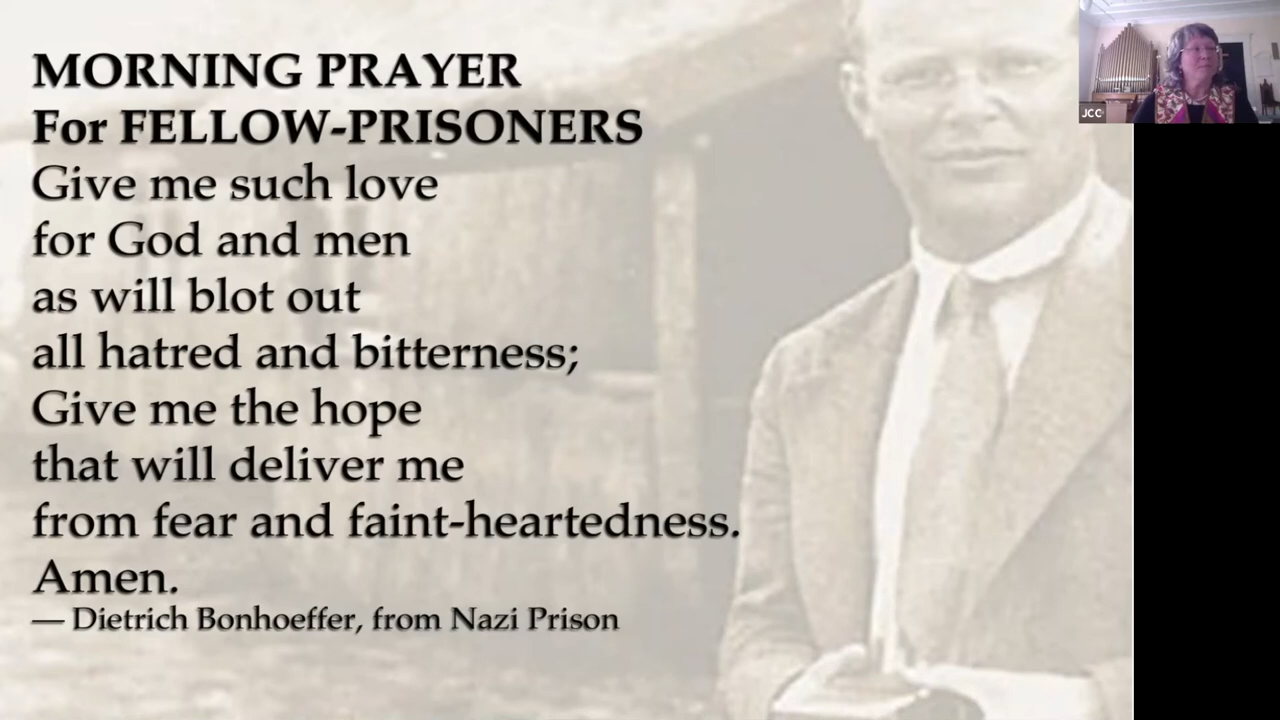 MORNING PRAYER
For FELLOW-PRISONERS
Give me such love
for God and men
as will blot out
all hatred and bitterness;
Give me the hope
that will deliver me
from fear and faint-heartedness.
Amen.
— Dietrich Bonhoeffer, from Nazi Prison
JCC